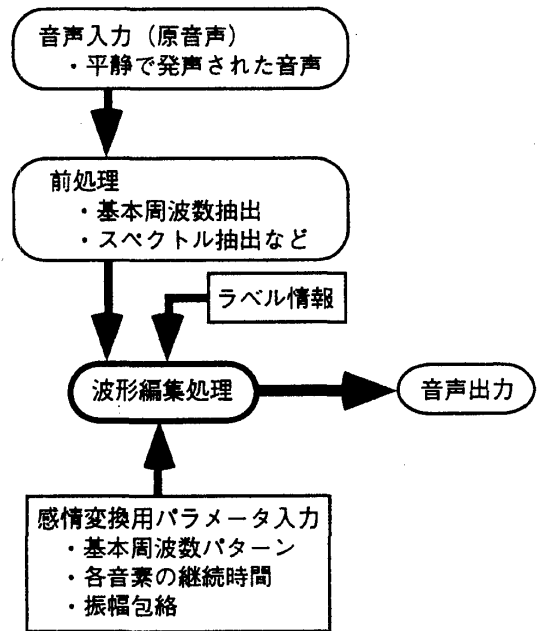 音声入力（原音声）
・平静で発声された音声
前処理
・基本周波数抽出
・スペクトル抽出など
ラベル情報
波形編集処理
音声出力
感情変換用パラメータ入力
・基本周波数パターン
・各音素の継続時間
・振幅包絡